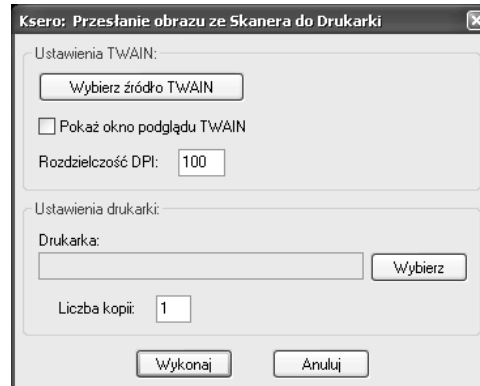 Ksero: Przesłanie obrazu ze Skanera do Drukarki
Ustawienia TWAIN:
Wybierz źródło TWAIN
Pokaż okno podglądu TWAIN
Rozdzielczość DPI: 100
Ustawienia drukarki:
Drukarka:
Wybierz
Liczba kopii: 1
Wykonaj Anuluj